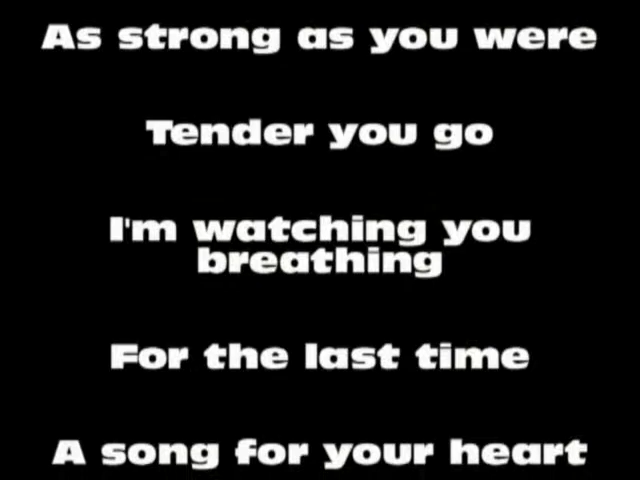 As strong as you were
Tender you go
I'm watching you
breathing
For the last time
A song for your heart